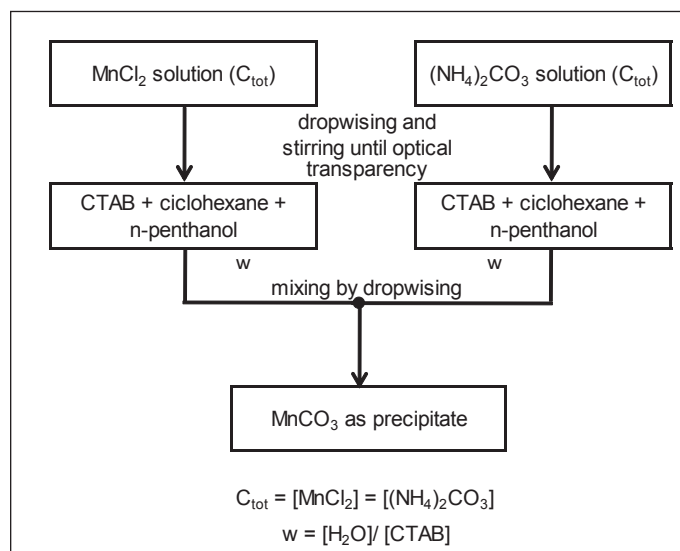 MnCl₂ solution (Cₜₒₜ)
(NH₄)₂CO₃ solution (Cₜₒₜ)
dropwising and
stirring until optical
transparency
CTAB + ciclohexane +
n-penthanol
CTAB + ciclohexane +
n-penthanol
w
w
mixing by dropwising
MnCO₃ as precipitate
Cₜₒₜ = [MnCl₂] = [(NH₄)₂CO₃]
w = [H₂O]/ [CTAB]